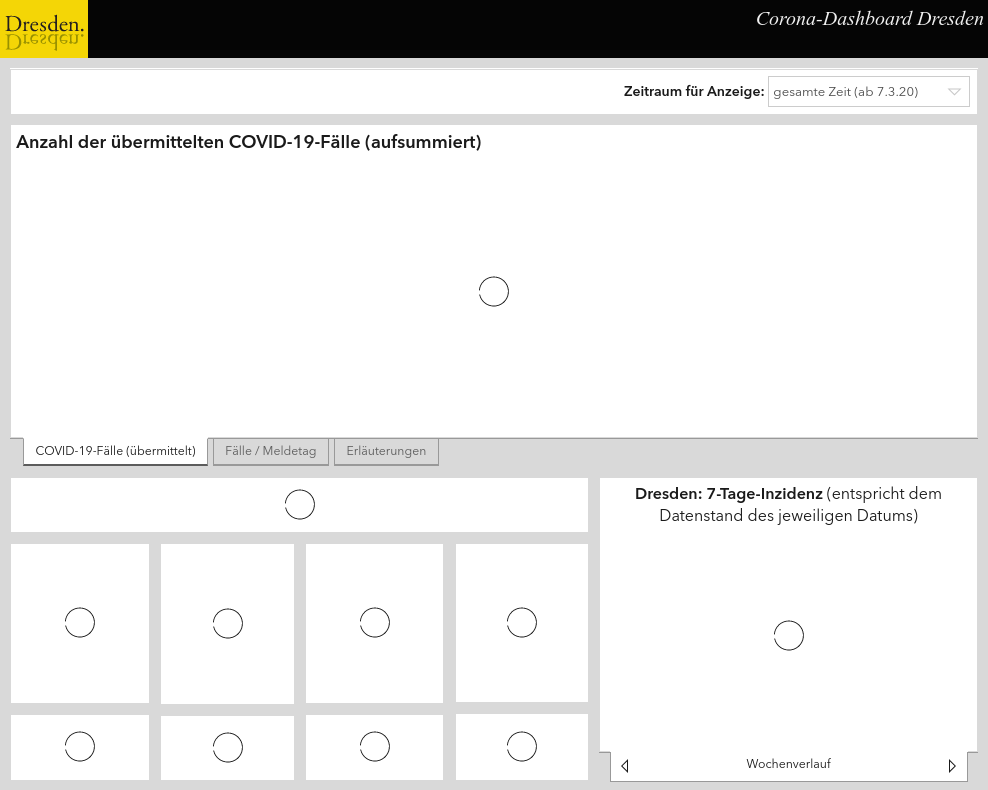 Dresden.
Dresden.
Corona-Dashboard Dresden
Zeitraum für Anzeige: gesamte Zeit (ab 7.3.20)
Anzahl der übermittelten COVID-19-Fälle (aufsummiert)
COVID-19-Fälle (übermittelt) Fälle / Meldetag Erläuterungen
Dresden: 7-Tage-Inzidenz (entspricht dem
Datenstand des jeweiligen Datums)
Wochenverlauf